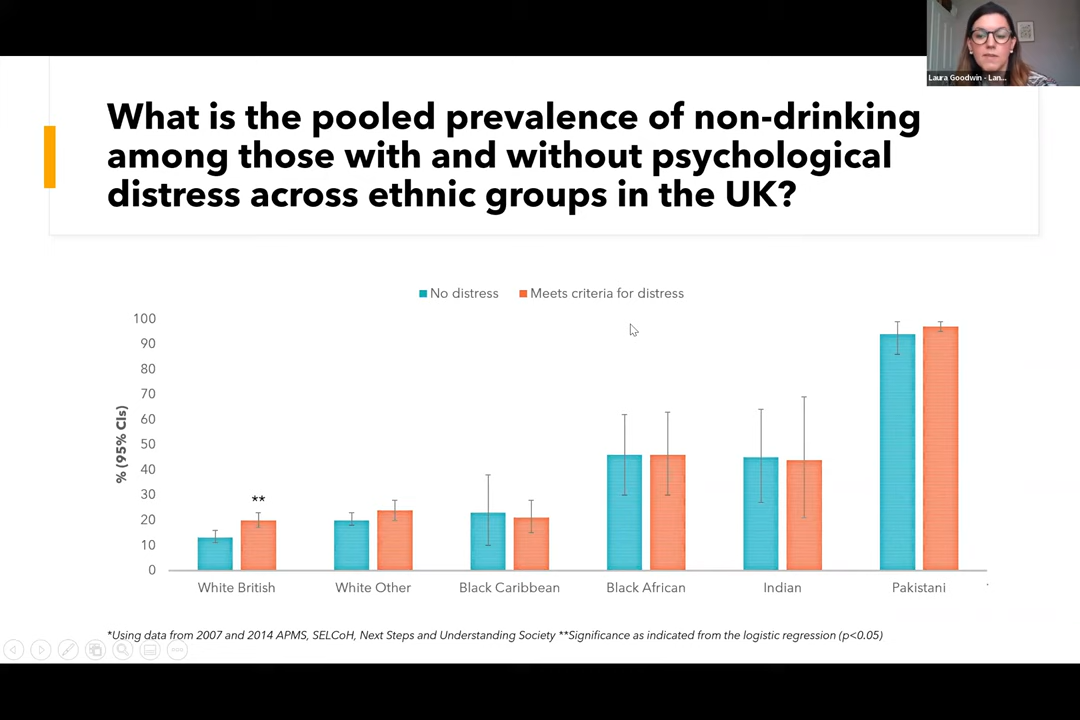 Laura Goodwin - Lan...
What is the pooled prevalence of non-drinking
among those with and without psychological
distress across ethnic groups in the UK?
No distress
Meets criteria for distress
% (95% CIs)
100
90
80
70
60
50
40
30
20
10
0
**
White British
White Other
Black Caribbean
Black African
Indian
Pakistani
*Using data from 2007 and 2014 APMS, SELCoH, Next Steps and Understanding Society **Significance as indicated from the logistic regression (p<0.05)